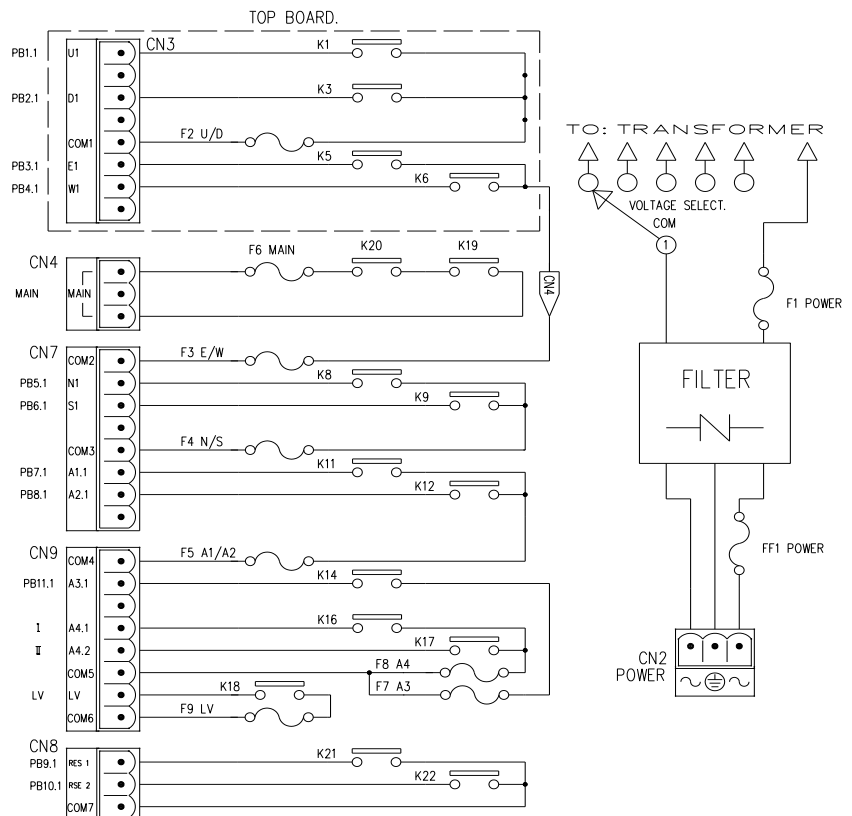 TOP BOARD.
CN3
PB1.1 U1 K1
PB2.1 D1 K3
COM1 F2 U/D
PB3.1 E1 K5
PB4.1 W1 K6
CN4
F6 MAIN K20 K19
MAIN MAIN
CN4
CN7
COM2 F3 E/W
PB5.1 N1 K8
PB6.1 S1 K9
COM3 F4 N/S
PB7.1 A1.1 K11
PB8.1 A2.1 K12
CN9
COM4 F5 A1/A2
PB11.1 A3.1 K14
I A4.1 K16
II A4.2 K17
COM5 F8 A4
F7 A3
LV LV K18
COM6 F9 LV
CN8
PB9.1 RES 1 K21
PB10.1 RSE 2 K22
COM7
TO: TRANSFORMER
VOLTAGE SELECT.
COM
1
F1 POWER
FILTER
N
FF1 POWER
CN2
POWER